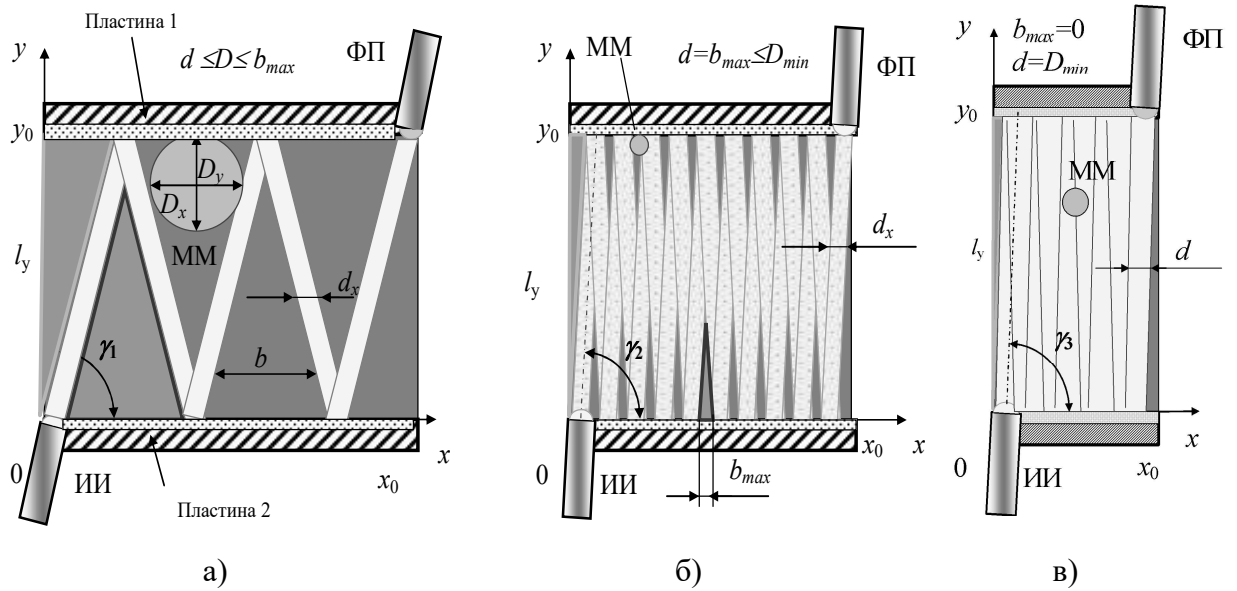 Пластина 1
y
d ≤D≤ b_max
ФП
y₀
D_y
D_x
ММ
l_y
d_x
γ₁
b
0
ИИ
x
x₀
Пластина 2
а)
y
ММ
d=b_max≤D_min
ФП
y₀
d_x
l_y
γ₂
0
ИИ
b_max
x₀
x
б)
y
b_max=0
d=D_min
ФП
y₀
ММ
l_y
d
γ₃
0
ИИ
x₀
x
в)